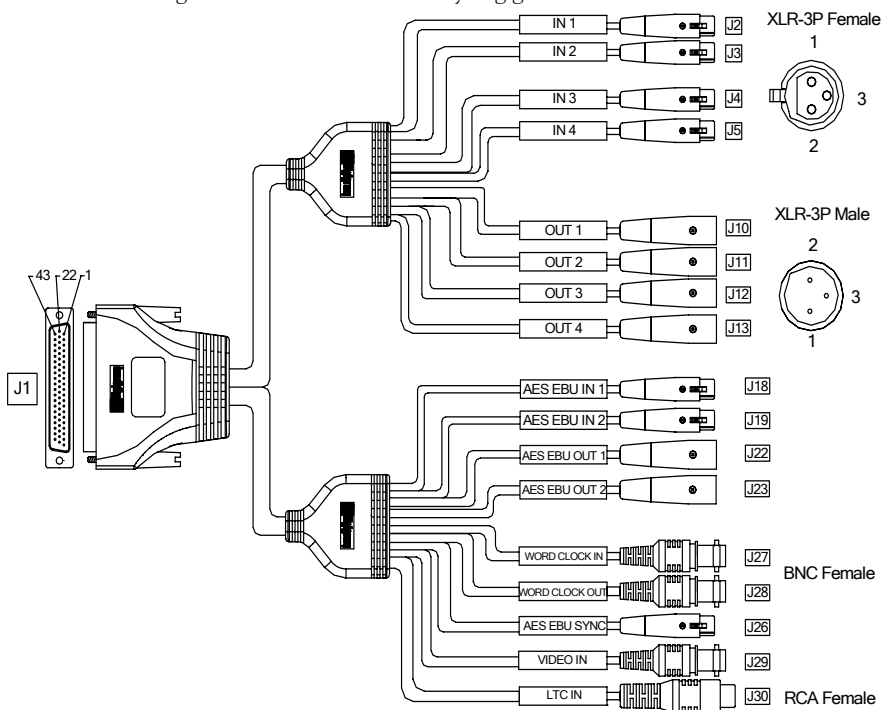 IN 1 J2 XLR-3P Female
1
IN 2 J3
IN 3 J4 3
IN 4 J5
2
XLR-3P Male
OUT 1 J10
2
OUT 2 J11
43 22 1
OUT 3 J12 3
OUT 4 J13
1
J1
AES EBU IN 1 J18
AES EBU IN 2 J19
AES EBU OUT 1 J22
AES EBU OUT 2 J23
WORD CLOCK IN J27
BNC Female
WORD CLOCK OUT J28
AES EBU SYNC J26
VIDEO IN J29
LTC IN J30 RCA Female